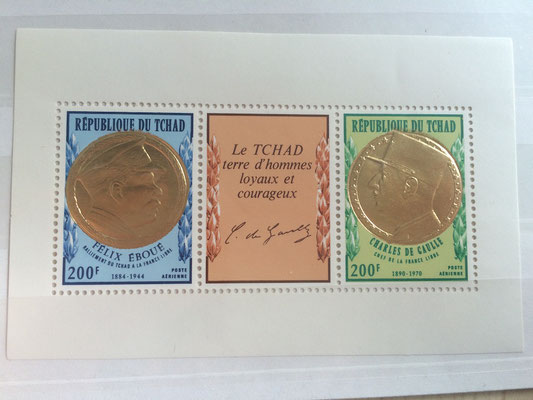 RÉPUBLIQUE DU TCHAD
FÉLIX ÉBOUÉ
RALLIEMENT DU TCHAD A LA FRANCE LIBRE
200F
1884-1944
POSTE
AÉRIENNE
Le TCHAD
terre d'hommes
loyaux et
courageux
C. de Gaulle
RÉPUBLIQUE DU TCHAD
CHARLES DE GAULLE
CHEF DE LA FRANCE LIBRE
200F
1890-1970
POSTE
AÉRIENNE